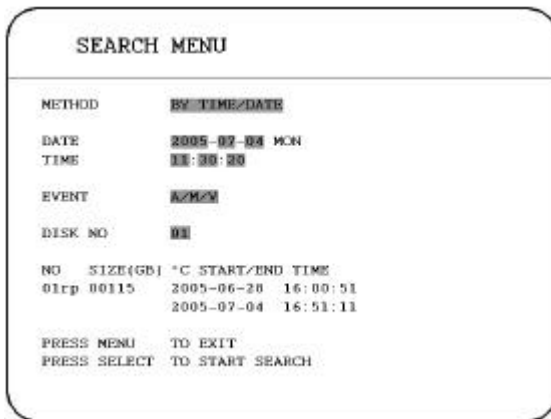 SEARCH MENU
METHOD BY TIME/DATE
DATE 2005-07-04 MON
TIME 11:30:20
EVENT A/M/V
DISK NO 01
NO SIZE(GB) °C START/END TIME
01rp 00115 2005-06-28 16:00:51
2005-07-04 16:51:11
PRESS MENU TO EXIT
PRESS SELECT TO START SEARCH